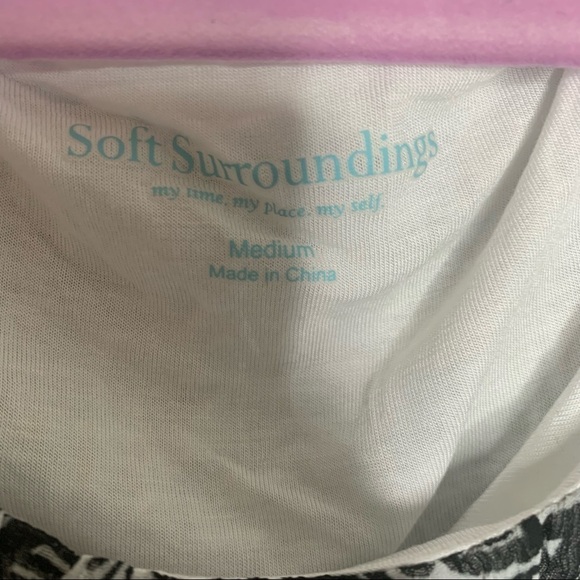 Soft Surroundings
my time. my place. my self.
Medium
Made in China